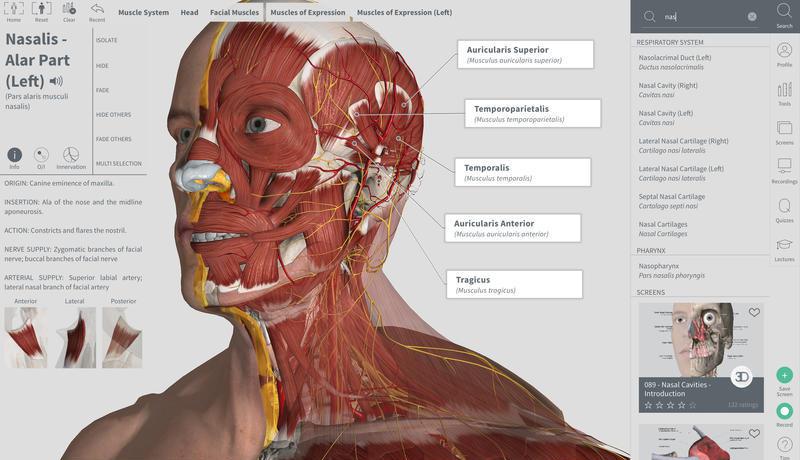 Home
Reset
Clear
Recent
Muscle System
Head
Facial Muscles
Muscles of Expression
Muscles of Expression (Left)
nas
Search
Nasalis -
Alar Part
(Left)
(Pars alaris musculi
nasalis)
ISOLATE
HIDE
FADE
HIDE OTHERS
FADE OTHERS
MULTI SELECTION
Info
O/I
Innervation
ORIGIN: Canine eminence of maxilla.
INSERTION: Ala of the nose and the midline
aponeurosis.
ACTION: Constricts and flares the nostril.
NERVE SUPPLY: Zygomatic branches of facial
nerve; buccal branches of facial nerve
ARTERIAL SUPPLY: Superior labial artery;
lateral nasal branch of facial artery
Anterior
Lateral
Posterior
Auricularis Superior
(Musculus auricularis superior)
Temporoparietalis
(Musculus temporoparietalis)
Temporalis
(Musculus temporalis)
Auricularis Anterior
(Musculus auricularis anterior)
Tragicus
(Musculus tragicus)
RESPIRATORY SYSTEM
Nasolacrimal Duct (Left)
Ductus nasolacrimalis
Nasal Cavity (Right)
Cavitas nasi
Nasal Cavity (Left)
Cavitas nasi
Lateral Nasal Cartilage (Right)
Cartilago nasi lateralis
Lateral Nasal Cartilage (Left)
Cartilago nasi lateralis
Septal Nasal Cartilage
Cartalago septi nasi
Nasal Cartilages
Nasal Cartilages
PHARYNX
Nasopharynx
Pars nasalis pharyngis
SCREENS
3D
089 - Nasal Cavities -
Introduction
132 ratings
Profile
Tools
Screens
Recordings
Quizzes
Lectures
Save
Screen
Record
Tips